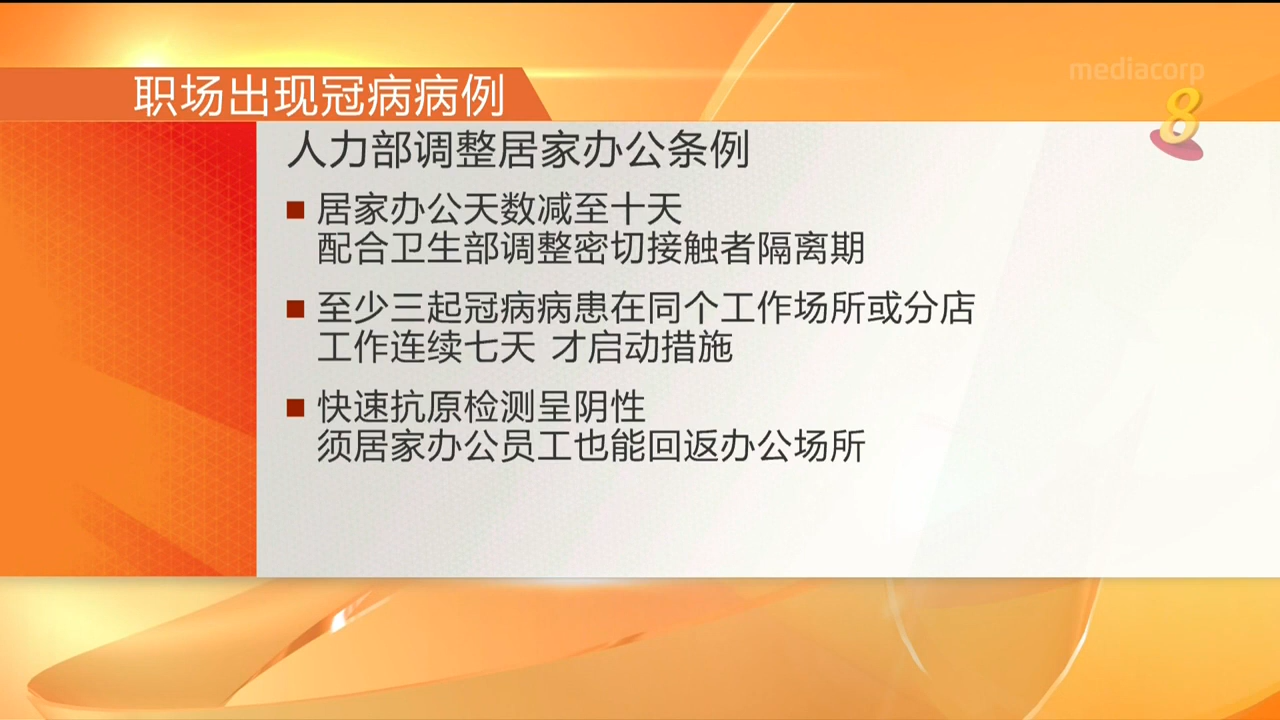 mediacorp
8
职场出现冠病病例
人力部调整居家办公条例
居家办公天数减至十天
配合卫生部调整密切接触者隔离期
至少三起冠病病患在同个工作场所或分店
工作连续七天 才启动措施
快速抗原检测呈阴性
须居家办公员工也能回返办公场所